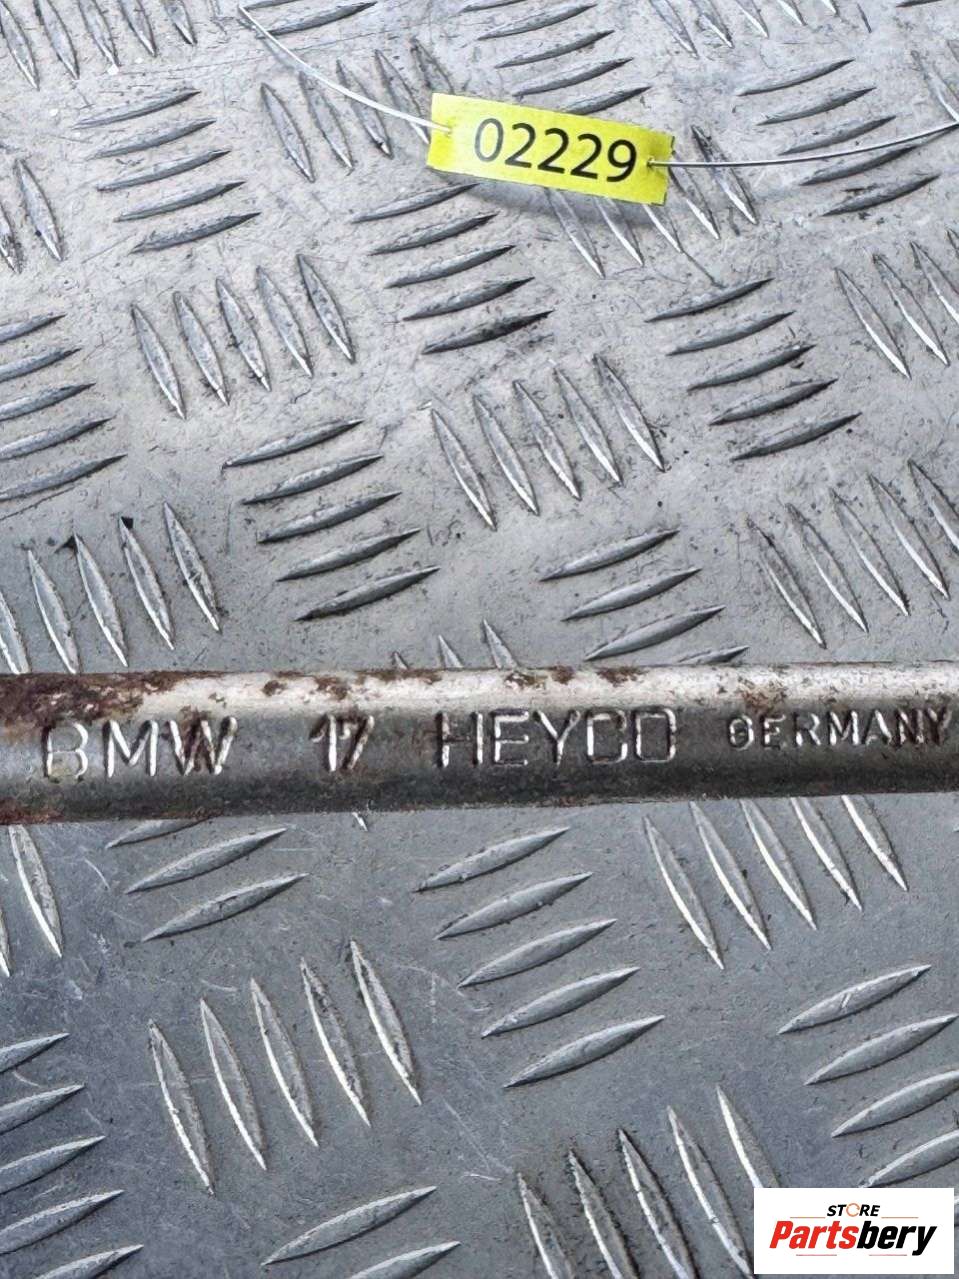 02229
BMW 17 HEYCO GERMANY
STORE
Partsbery